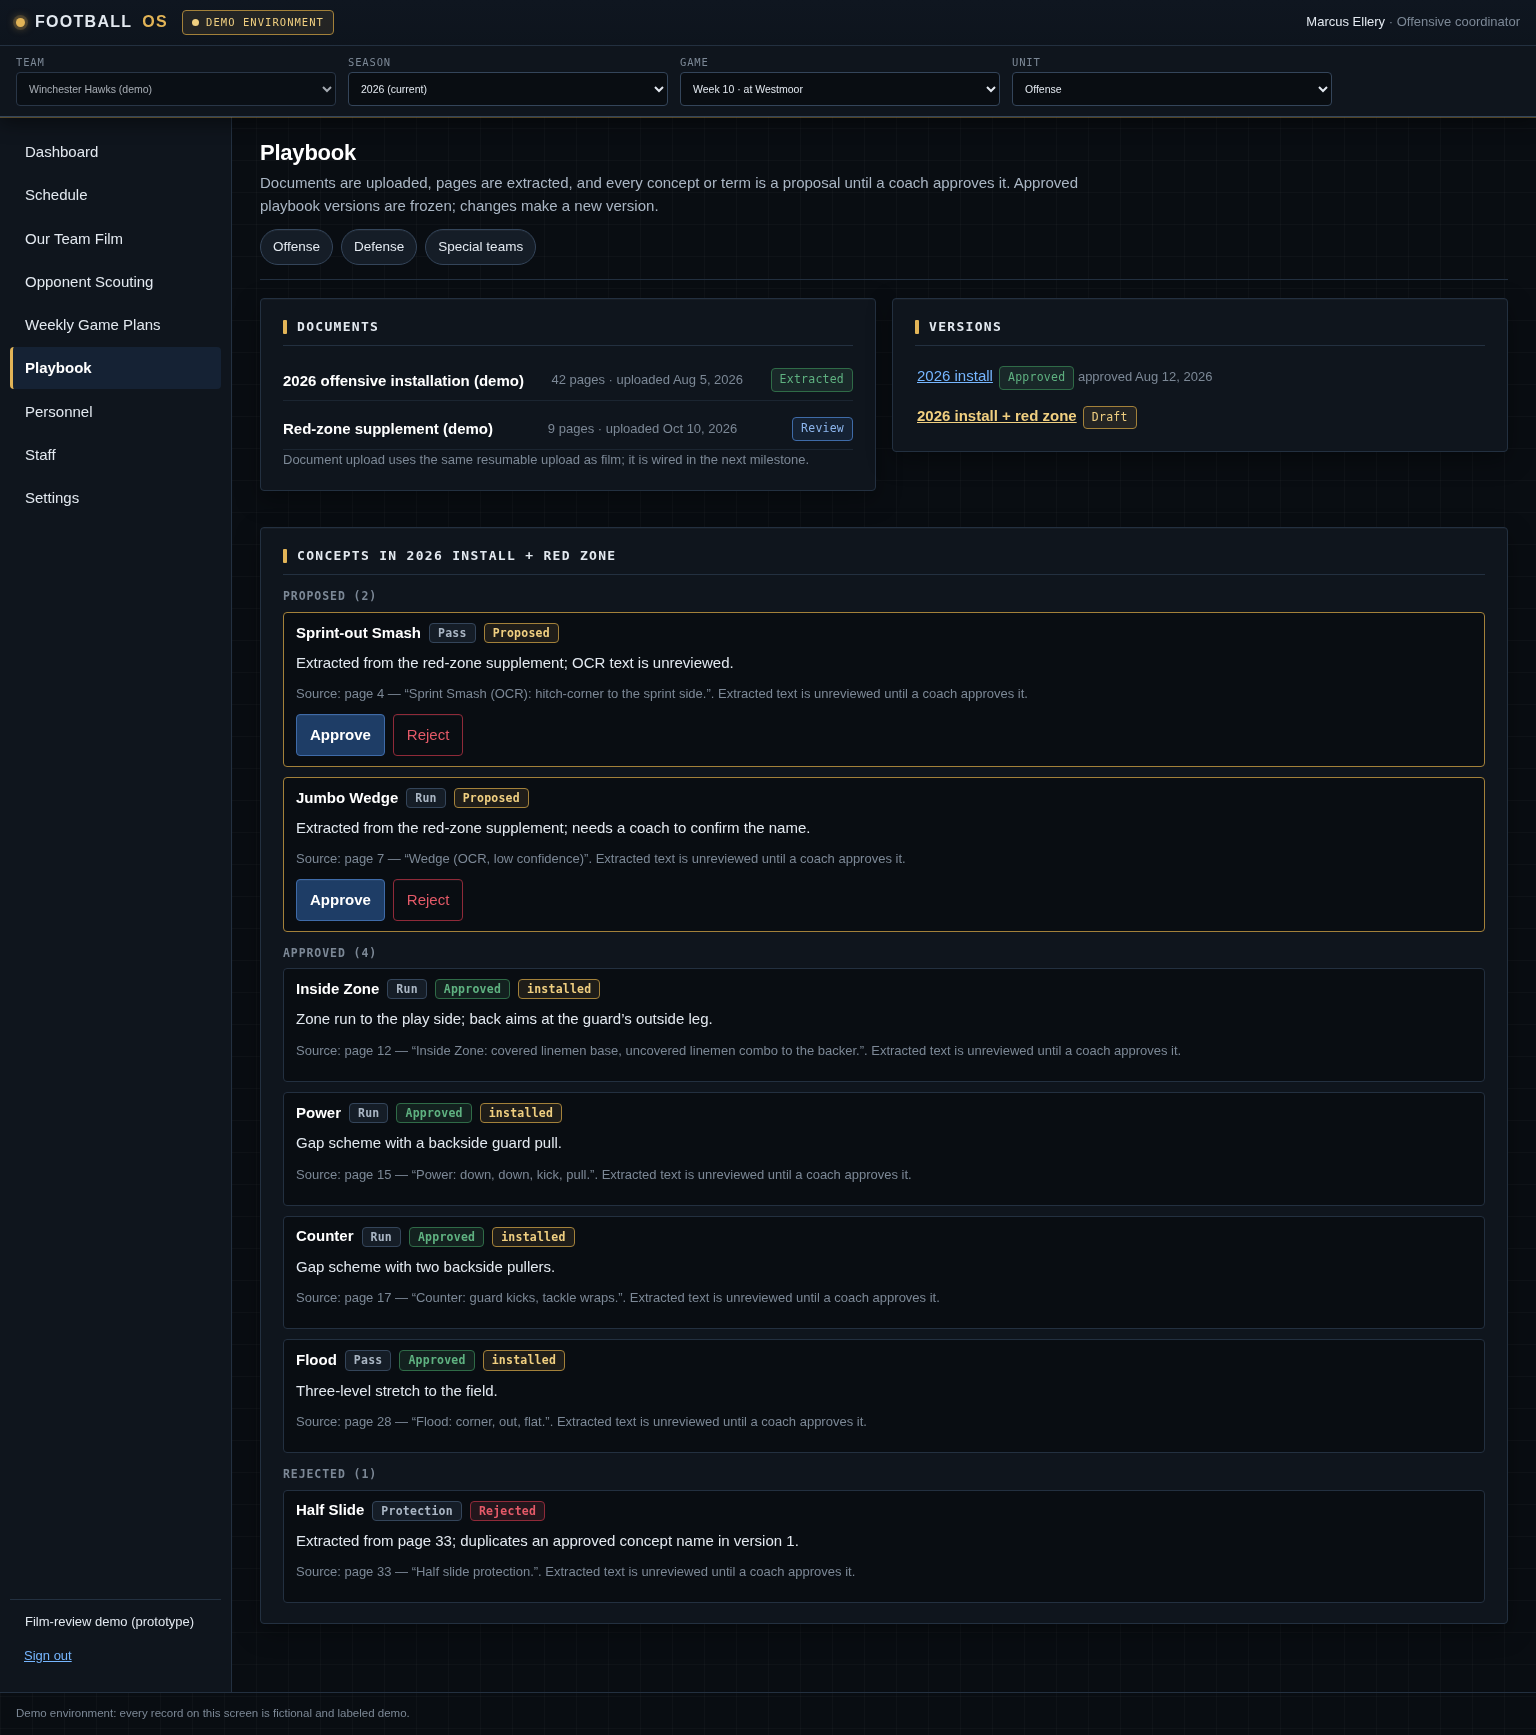 FOOTBALL OS
DEMO ENVIRONMENT
Marcus Ellery · Offensive coordinator
TEAM
Winchester Hawks (demo)
SEASON
2026 (current)
GAME
Week 10 · at Westmoor
UNIT
Offense
Dashboard
Schedule
Our Team Film
Opponent Scouting
Weekly Game Plans
Playbook
Personnel
Staff
Settings
Film-review demo (prototype)
Sign out
Playbook
Documents are uploaded, pages are extracted, and every concept or term is a proposal until a coach approves it. Approved
playbook versions are frozen; changes make a new version.
Offense
Defense
Special teams
DOCUMENTS
2026 offensive installation (demo) 42 pages · uploaded Aug 5, 2026 Extracted
Red-zone supplement (demo) 9 pages · uploaded Oct 10, 2026 Review
Document upload uses the same resumable upload as film; it is wired in the next milestone.
VERSIONS
2026 install Approved approved Aug 12, 2026
2026 install + red zone Draft
CONCEPTS IN 2026 INSTALL + RED ZONE
PROPOSED (2)
Sprint-out Smash Pass Proposed
Extracted from the red-zone supplement; OCR text is unreviewed.
Source: page 4 — “Sprint Smash (OCR): hitch-corner to the sprint side.”. Extracted text is unreviewed until a coach approves it.
Approve Reject
Jumbo Wedge Run Proposed
Extracted from the red-zone supplement; needs a coach to confirm the name.
Source: page 7 — “Wedge (OCR, low confidence)”. Extracted text is unreviewed until a coach approves it.
Approve Reject
APPROVED (4)
Inside Zone Run Approved installed
Zone run to the play side; back aims at the guard’s outside leg.
Source: page 12 — “Inside Zone: covered linemen base, uncovered linemen combo to the backer.”. Extracted text is unreviewed until a coach approves it.
Power Run Approved installed
Gap scheme with a backside guard pull.
Source: page 15 — “Power: down, down, kick, pull.”. Extracted text is unreviewed until a coach approves it.
Counter Run Approved installed
Gap scheme with two backside pullers.
Source: page 17 — “Counter: guard kicks, tackle wraps.”. Extracted text is unreviewed until a coach approves it.
Flood Pass Approved installed
Three-level stretch to the field.
Source: page 28 — “Flood: corner, out, flat.”. Extracted text is unreviewed until a coach approves it.
REJECTED (1)
Half Slide Protection Rejected
Extracted from page 33; duplicates an approved concept name in version 1.
Source: page 33 — “Half slide protection.”. Extracted text is unreviewed until a coach approves it.
Demo environment: every record on this screen is fictional and labeled demo.